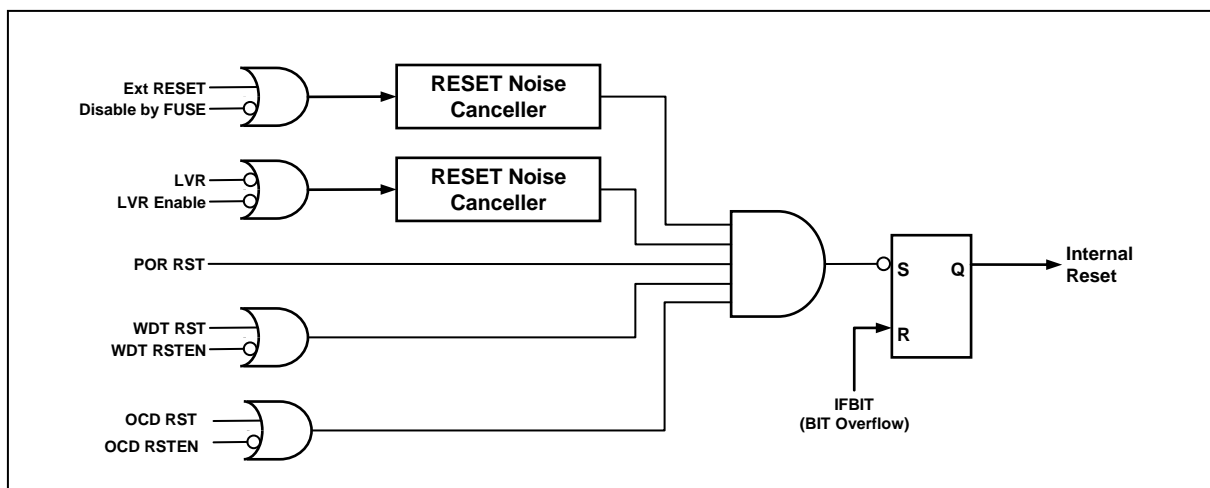 Ext RESET
Disable by FUSE
RESET Noise
Canceller
LVR
LVR Enable
RESET Noise
Canceller
POR RST
WDT RST
WDT RSTEN
OCD RST
OCD RSTEN
S
Q
R
Internal
Reset
IFBIT
(BIT Overflow)